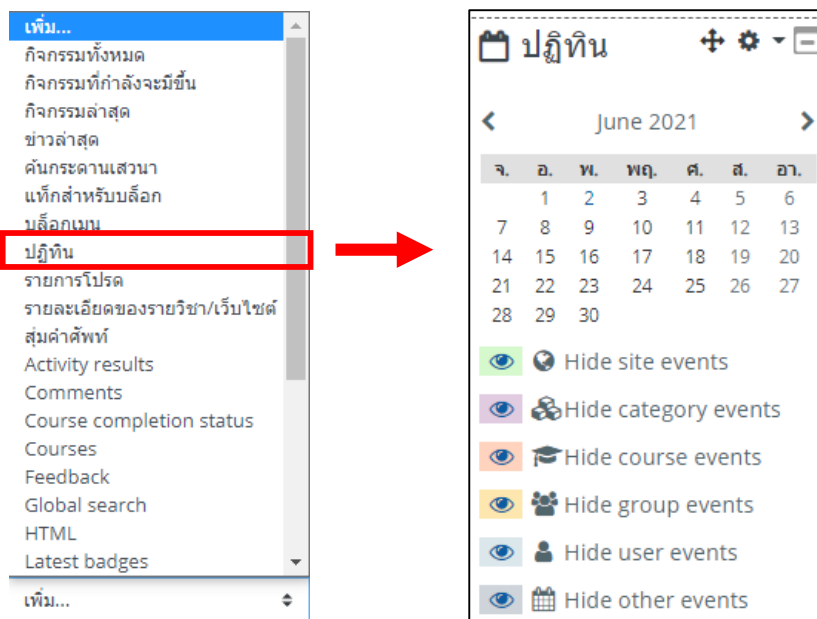 เพิ่ม...
กิจกรรมทั้งหมด
กิจกรรมที่กำลังจะมีขึ้น
กิจกรรมล่าสุด
ข่าวล่าสุด
ค้นกระดานเสวนา
แท็กสำหรับบล็อก
บล็อกเมนู
ปฏิทิน
รายการโปรด
รายละเอียดของรายวิชา/เว็บไซต์
สุ่มคำศัพท์
Activity results
Comments
Course completion status
Courses
Feedback
Global search
HTML
Latest badges
เพิ่ม...
ปฏิทิน
June 2021
จ. อ. พ. พฤ. ศ. ส. อา.
1 2 3 4 5 6
7 8 9 10 11 12 13
14 15 16 17 18 19 20
21 22 23 24 25 26 27
28 29 30
Hide site events
Hide category events
Hide course events
Hide group events
Hide user events
Hide other events